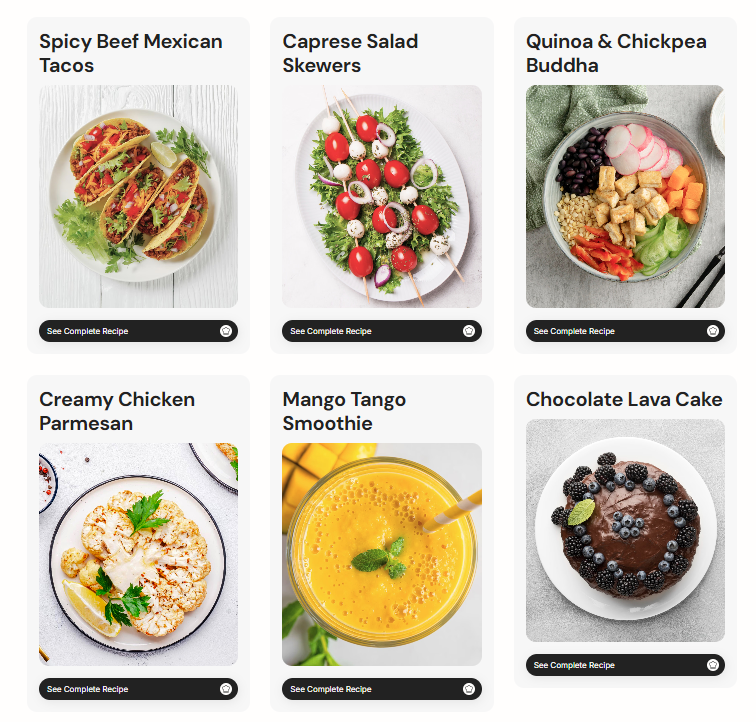 Spicy Beef Mexican
Tacos
See Complete Recipe
Caprese Salad
Skewers
See Complete Recipe
Quinoa & Chickpea
Buddha
See Complete Recipe
Creamy Chicken
Parmesan
See Complete Recipe
Mango Tango
Smoothie
See Complete Recipe
Chocolate Lava Cake
See Complete Recipe